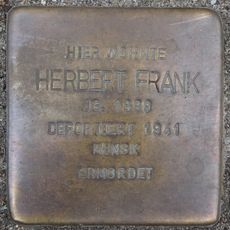 HIER WOHNTE
HERBERT FRANK
JG.
DEPORTIERT 1941
MINSK
ERMORDET